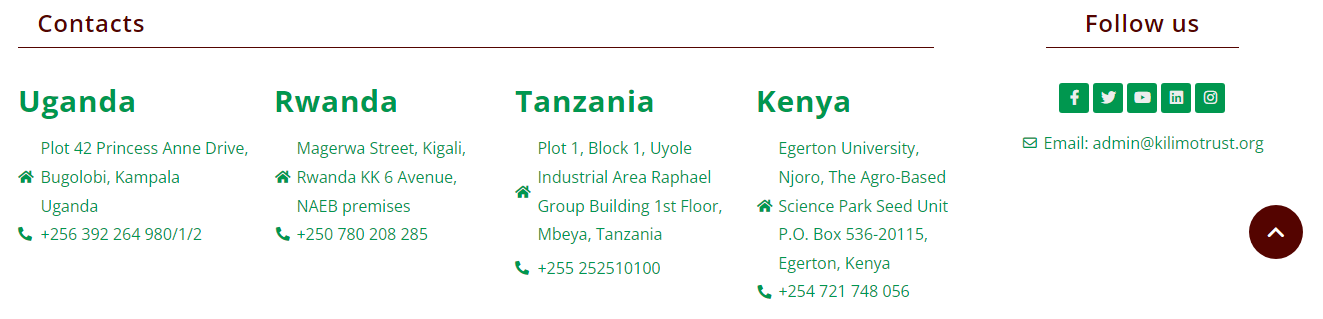 Contacts
Uganda
Plot 42 Princess Anne Drive,
Bugolobi, Kampala
Uganda
+256 392 264 980/1/2
Rwanda
Magerwa Street, Kigali,
Rwanda KK 6 Avenue,
NAEB premises
+250 780 208 285
Tanzania
Plot 1, Block 1, Uyole
Industrial Area Raphael
Group Building 1st Floor,
Mbeya, Tanzania
+255 252510100
Kenya
Egerton University,
Njoro, The Agro-Based
Science Park Seed Unit
P.O. Box 536-20115,
Egerton, Kenya
+254 721 748 056
Follow us
Email: admin@kilimotrust.org